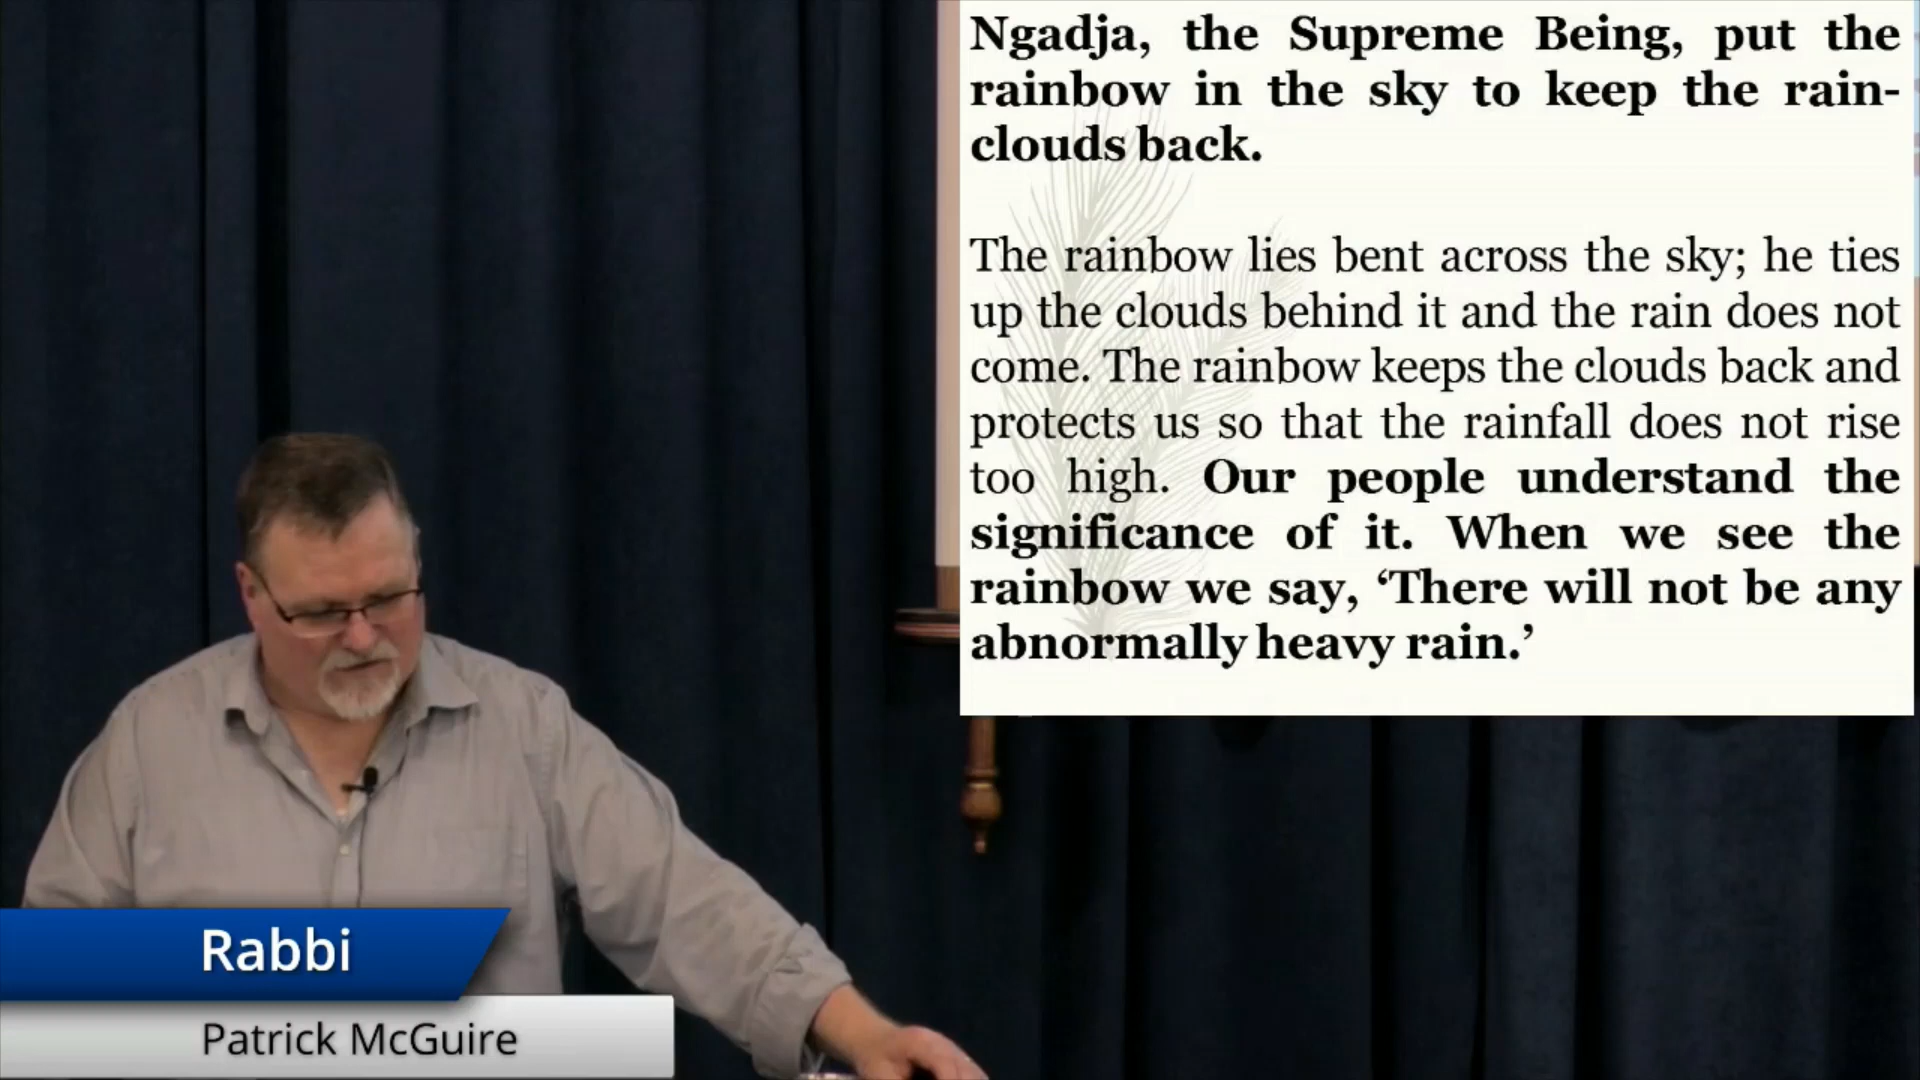 Ngadja, the Supreme Being, put the
rainbow in the sky to keep the rain-
clouds back.
The rainbow lies bent across the sky; he ties
up the clouds behind it and the rain does not
come. The rainbow keeps the clouds back and
protects us so that the rainfall does not rise
too high. Our people understand the
significance of it. When we see the
rainbow we say, ‘There will not be any
abnormally heavy rain.’
Rabbi
Patrick McGuire